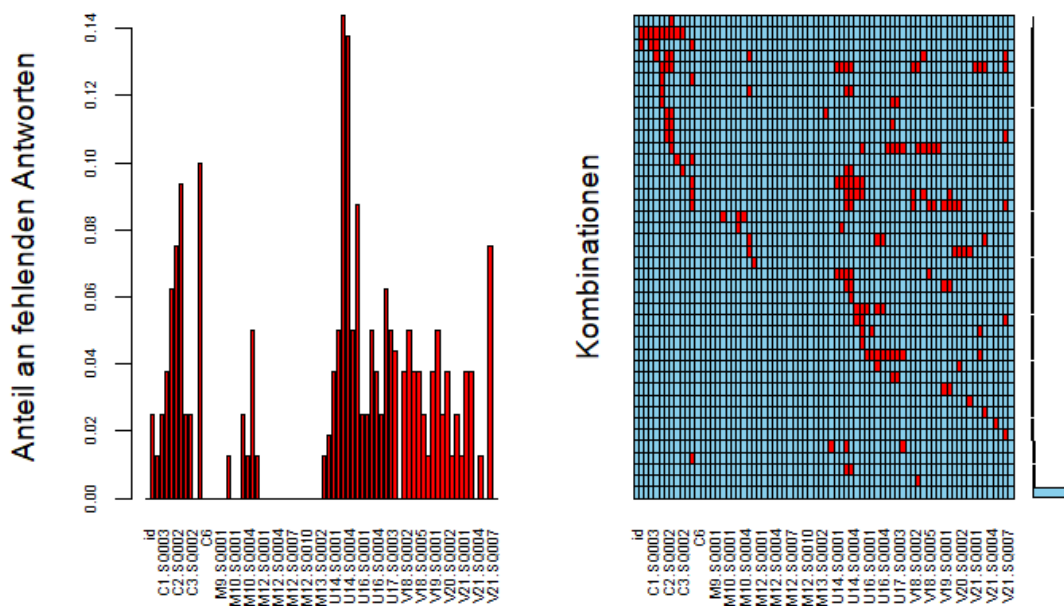 Anteil an fehlenden Antworten
0.14
0.12
0.10
0.08
0.06
0.04
0.02
0.00
id
C1.SQ003
C2.SQ002
C3.SQ002
C6
M9.SQ001
M10.SQ001
M10.SQ004
M12.SQ001
M12.SQ004
M12.SQ007
M12.SQ010
M13.SQ002
U14.SQ001
U14.SQ004
U16.SQ001
U16.SQ004
U17.SQ003
V18.SQ002
V18.SQ005
V19.SQ001
V20.SQ002
V21.SQ001
V21.SQ004
V21.SQ007
Kombinationen
id
C1.SQ003
C2.SQ002
C3.SQ002
C6
M9.SQ001
M10.SQ001
M10.SQ004
M12.SQ001
M12.SQ004
M12.SQ007
M12.SQ010
M13.SQ002
U14.SQ001
U14.SQ004
U16.SQ001
U16.SQ004
U17.SQ003
V18.SQ002
V18.SQ005
V19.SQ001
V20.SQ002
V21.SQ001
V21.SQ004
V21.SQ007